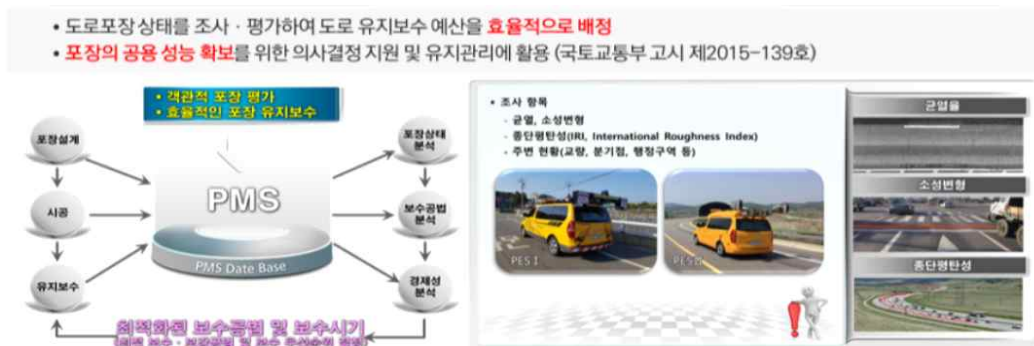 • 도로포장 상태를 조사 · 평가하여 도로 유지보수 예산을 효율적으로 배정
• 포장의 공용 성능 확보를 위한 의사결정 지원 및 유지관리에 활용 (국토교통부 고시 제2015-139호)
• 객관적 포장 평가
• 효율적인 포장 유지보수
포장설계
시공
유지보수
PMS
PMS Date Base
포장상태
분석
보수공법
분석
경제성
분석
최적화된 보수공법 및 보수시기
• 조사 항목
- 균열, 소성변형
- 종단평탄성(IRI, International Roughness Index)
- 주변 현황(교량, 분기점, 행정구역 등)
PES I
PES II
균열율
소성변형
종단평탄성